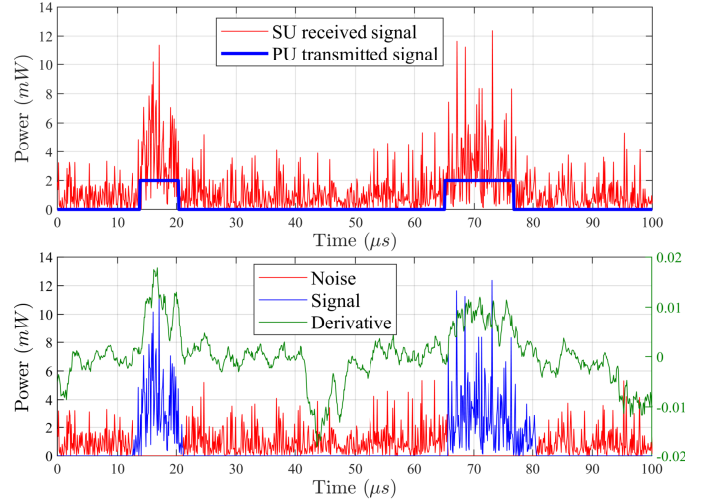 14
12
10
8
6
4
2
0
Power (mW)
SU received signal
PU transmitted signal
0 10 20 30 40 50 60 70 80 90 100
Time (μs)
14
12
10
8
6
4
2
0
Power (mW)
Noise
Signal
Derivative
0.02
0.01
0
-0.01
-0.02
0 10 20 30 40 50 60 70 80 90 100
Time (μs)